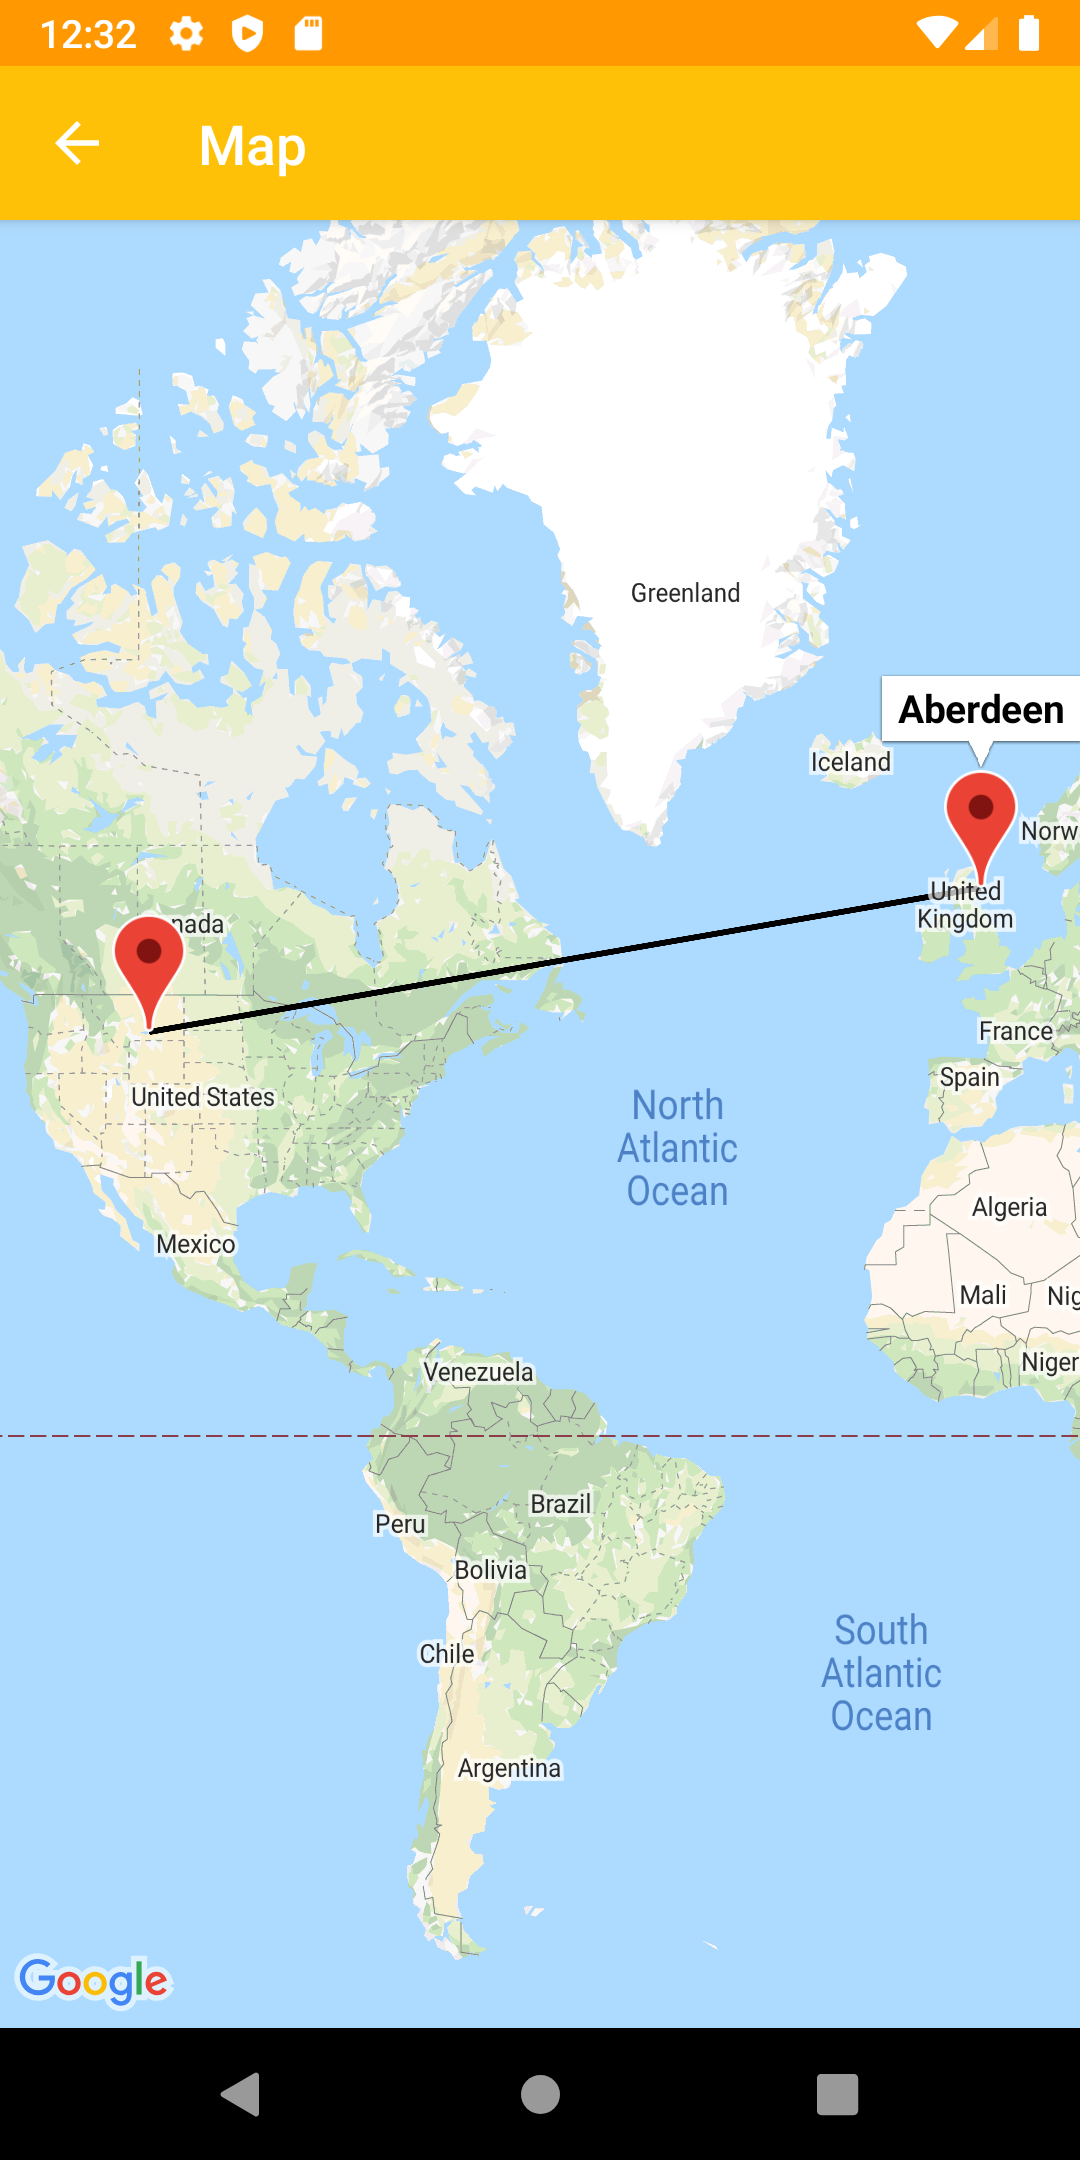 12:32
Map
Greenland
Aberdeen
Iceland
Norw
United
Kingdom
nada
France
Spain
United States
North
Atlantic
Ocean
Algeria
Mexico
Mali
Nig
Niger
Venezuela
Brazil
Peru
Bolivia
South
Atlantic
Ocean
Chile
Argentina
Google